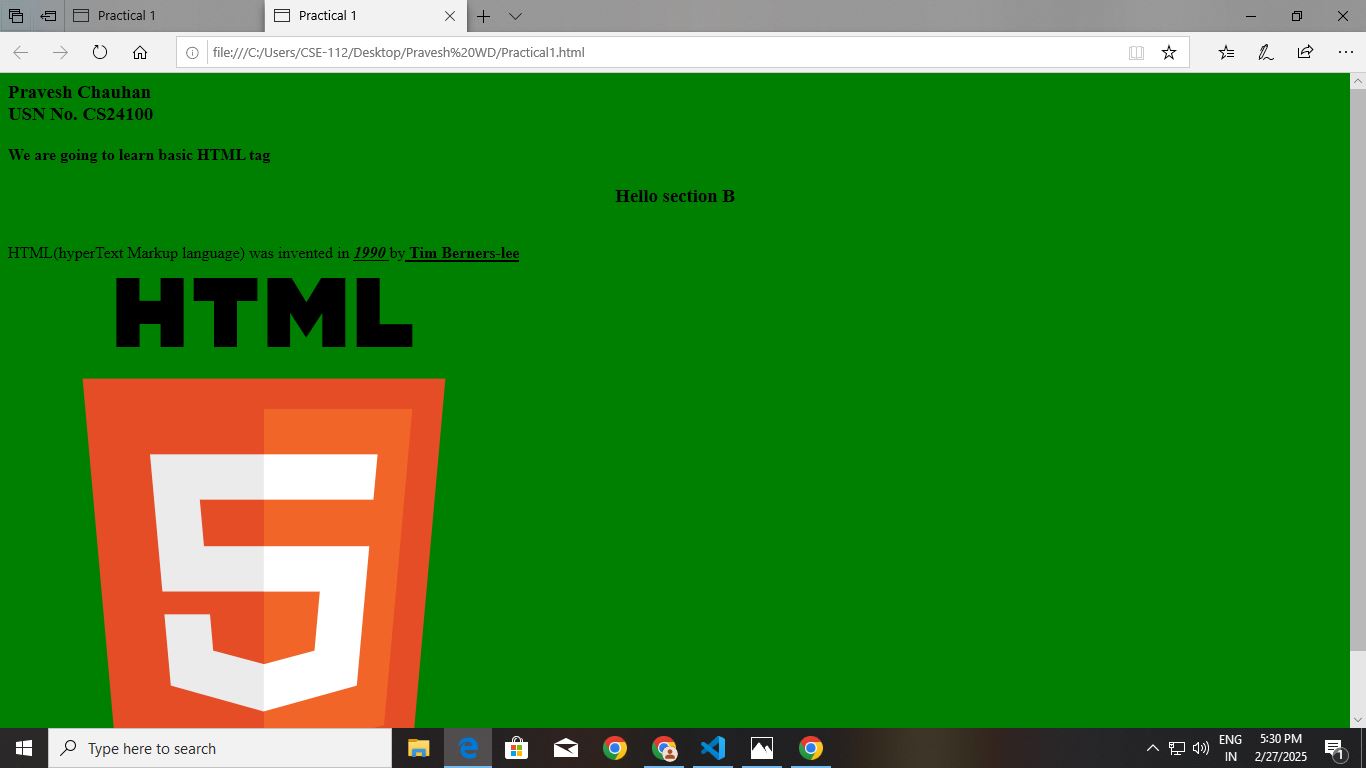 Practical 1
Practical 1
file:///C:/Users/CSE-112/Desktop/Pravesh%20WD/Practical1.html
Pravesh Chauhan
USN No. CS24100
We are going to learn basic HTML tag
Hello section B
HTML(hyperText Markup language) was invented in 1990 by Tim Berners-lee
HTML
5
Type here to search
ENG
IN
5:30 PM
2/27/2025
1